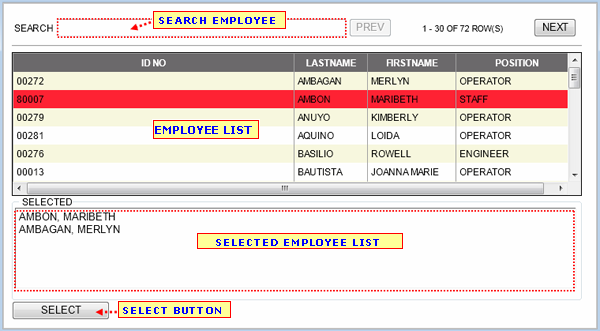 SEARCH SEARCH EMPLOYEE PREV 1 - 30 OF 72 ROW(S) NEXT
ID NO LASTNAME FIRSTNAME POSITION
00272 AMBAGAN MERLYN OPERATOR
80007 AMBON MARIBETH STAFF
00279 ANUYO KIMBERLY OPERATOR
EMPLOYEE LIST
00281 AQUINO LOIDA OPERATOR
00276 BASILIO ROWELL ENGINEER
00013 BAUTISTA JOANNA MARIE OPERATOR
SELECTED
AMBON, MARIBETH
AMBAGAN, MERLYN
SELECTED EMPLOYEE LIST
SELECT SELECT BUTTON